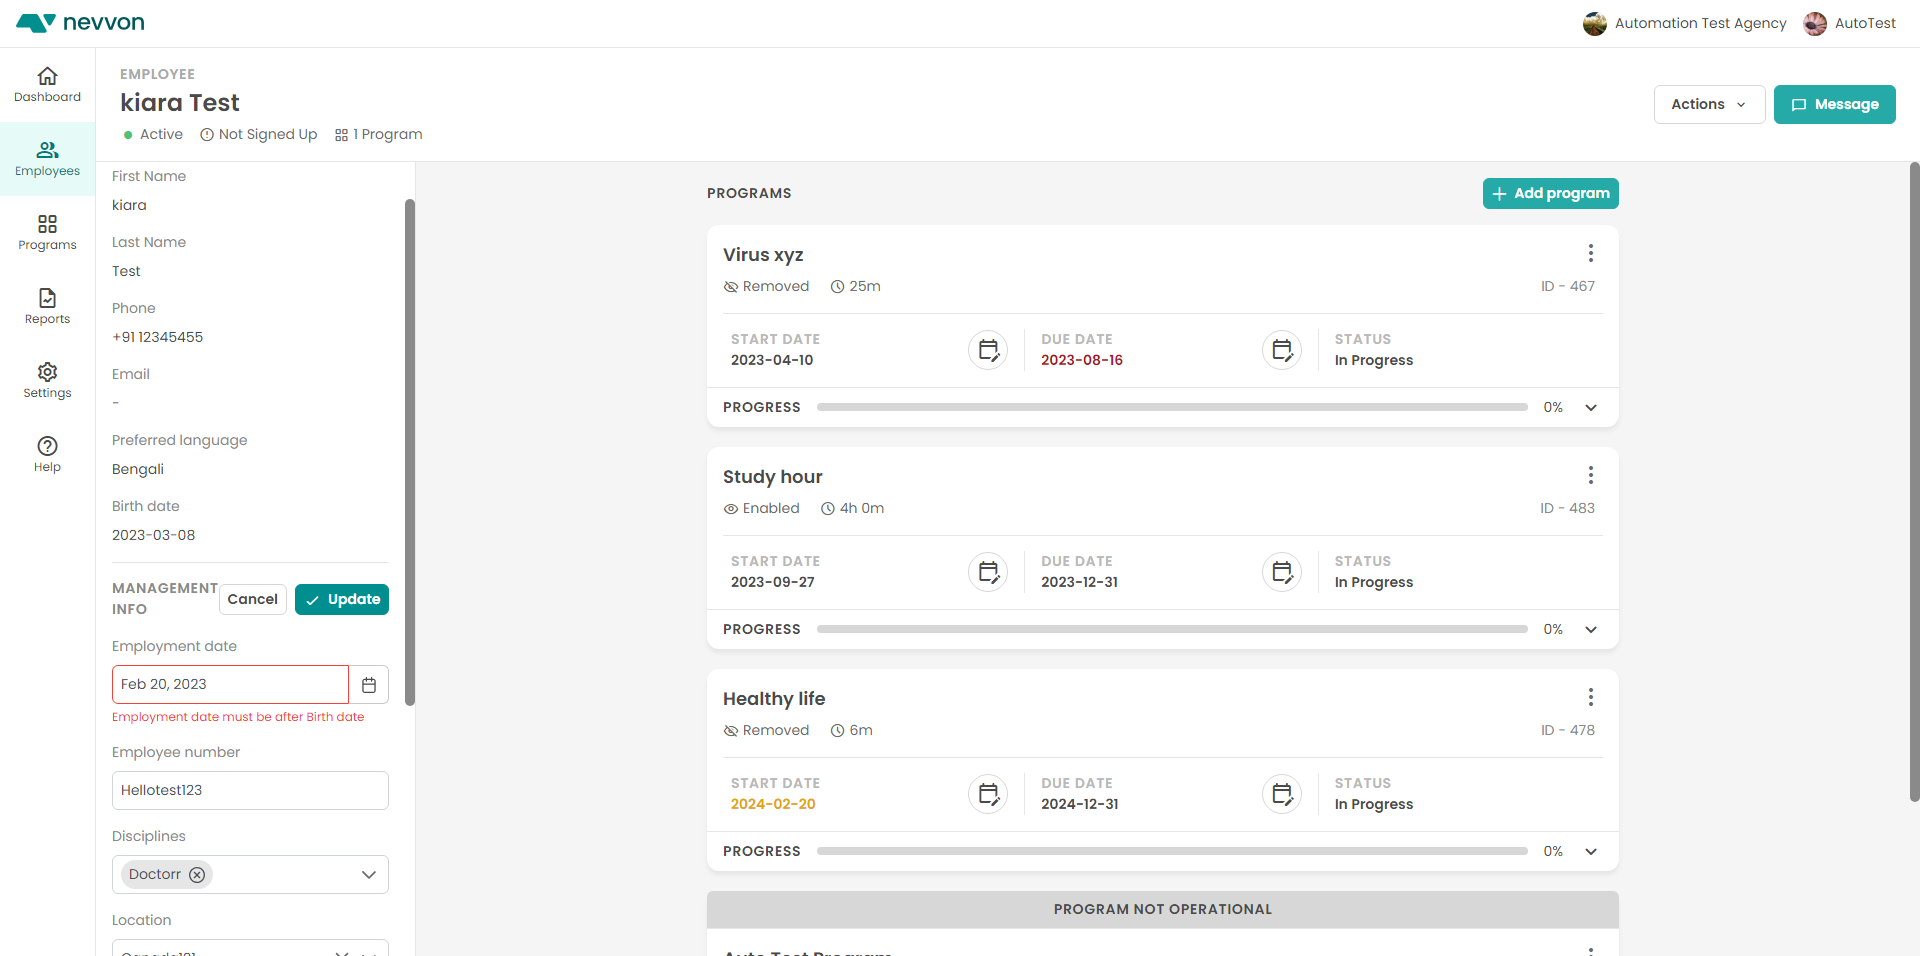 nevvon
Automation Test Agency
AutoTest
Dashboard
Employees
Programs
Reports
Settings
Help
EMPLOYEE
kiara Test
Active
Not Signed Up
1 Program
Actions
Message
First Name
kiara
Last Name
Test
Phone
+91 12345455
Email
-
Preferred language
Bengali
Birth date
2023-03-08
MANAGEMENT
INFO
Cancel
Update
Employment date
Feb 20, 2023
Employment date must be after Birth date
Employee number
Hellotest123
Disciplines
Doctorr
Location
PROGRAMS
Add program
Virus xyz
Removed
25m
ID - 467
START DATE
2023-04-10
DUE DATE
2023-08-16
STATUS
In Progress
PROGRESS
0%
Study hour
Enabled
4h 0m
ID - 483
START DATE
2023-09-27
DUE DATE
2023-12-31
STATUS
In Progress
PROGRESS
0%
Healthy life
Removed
6m
ID - 478
START DATE
2024-02-20
DUE DATE
2024-12-31
STATUS
In Progress
PROGRESS
0%
PROGRAM NOT OPERATIONAL
Auto Test Program